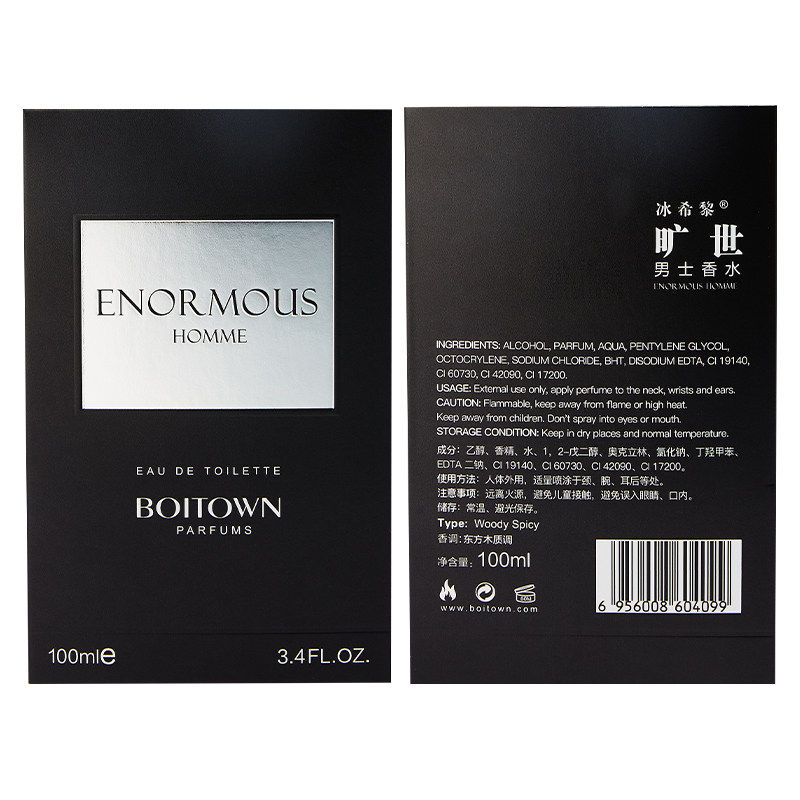 ENORMOUS
HOMME
EAU DE TOILETTE
BOITOWN
PARFUMS
100ml e
3.4FL.OZ.
冰希黎®
旷世
男士香水
ENORMOUS HOMME
INGREDIENTS: ALCOHOL, PARFUM, AQUA, PENTYLENE GLYCOL,
OCTOCRYLENE, SODIUM CHLORIDE, BHT, DISODIUM EDTA, CI 19140,
CI 60730, CI 42090, CI 17200.
USAGE: External use only, apply perfume to the neck, wrists and ears.
CAUTION: Flammable, keep away from flame or high heat.
Keep away from children. Don't spray into eyes or mouth.
STORAGE CONDITION: Keep in dry places and normal temperature.
成分：乙醇、香精、水、1，2-戊二醇、奥克立林、氯化钠、丁羟甲苯、
EDTA 二钠、CI 19140、CI 60730、CI 42090、CI 17200。
使用方法：人体外用，适量喷涂于颈、腕、耳后等处。
注意事项：远离火源，避免儿童接触，避免误入眼睛、口内。
储存：常温、避光保存。
Type: Woody Spicy
香调：东方木质调
净含量：100ml
www.boitown.com
6 956008 604099